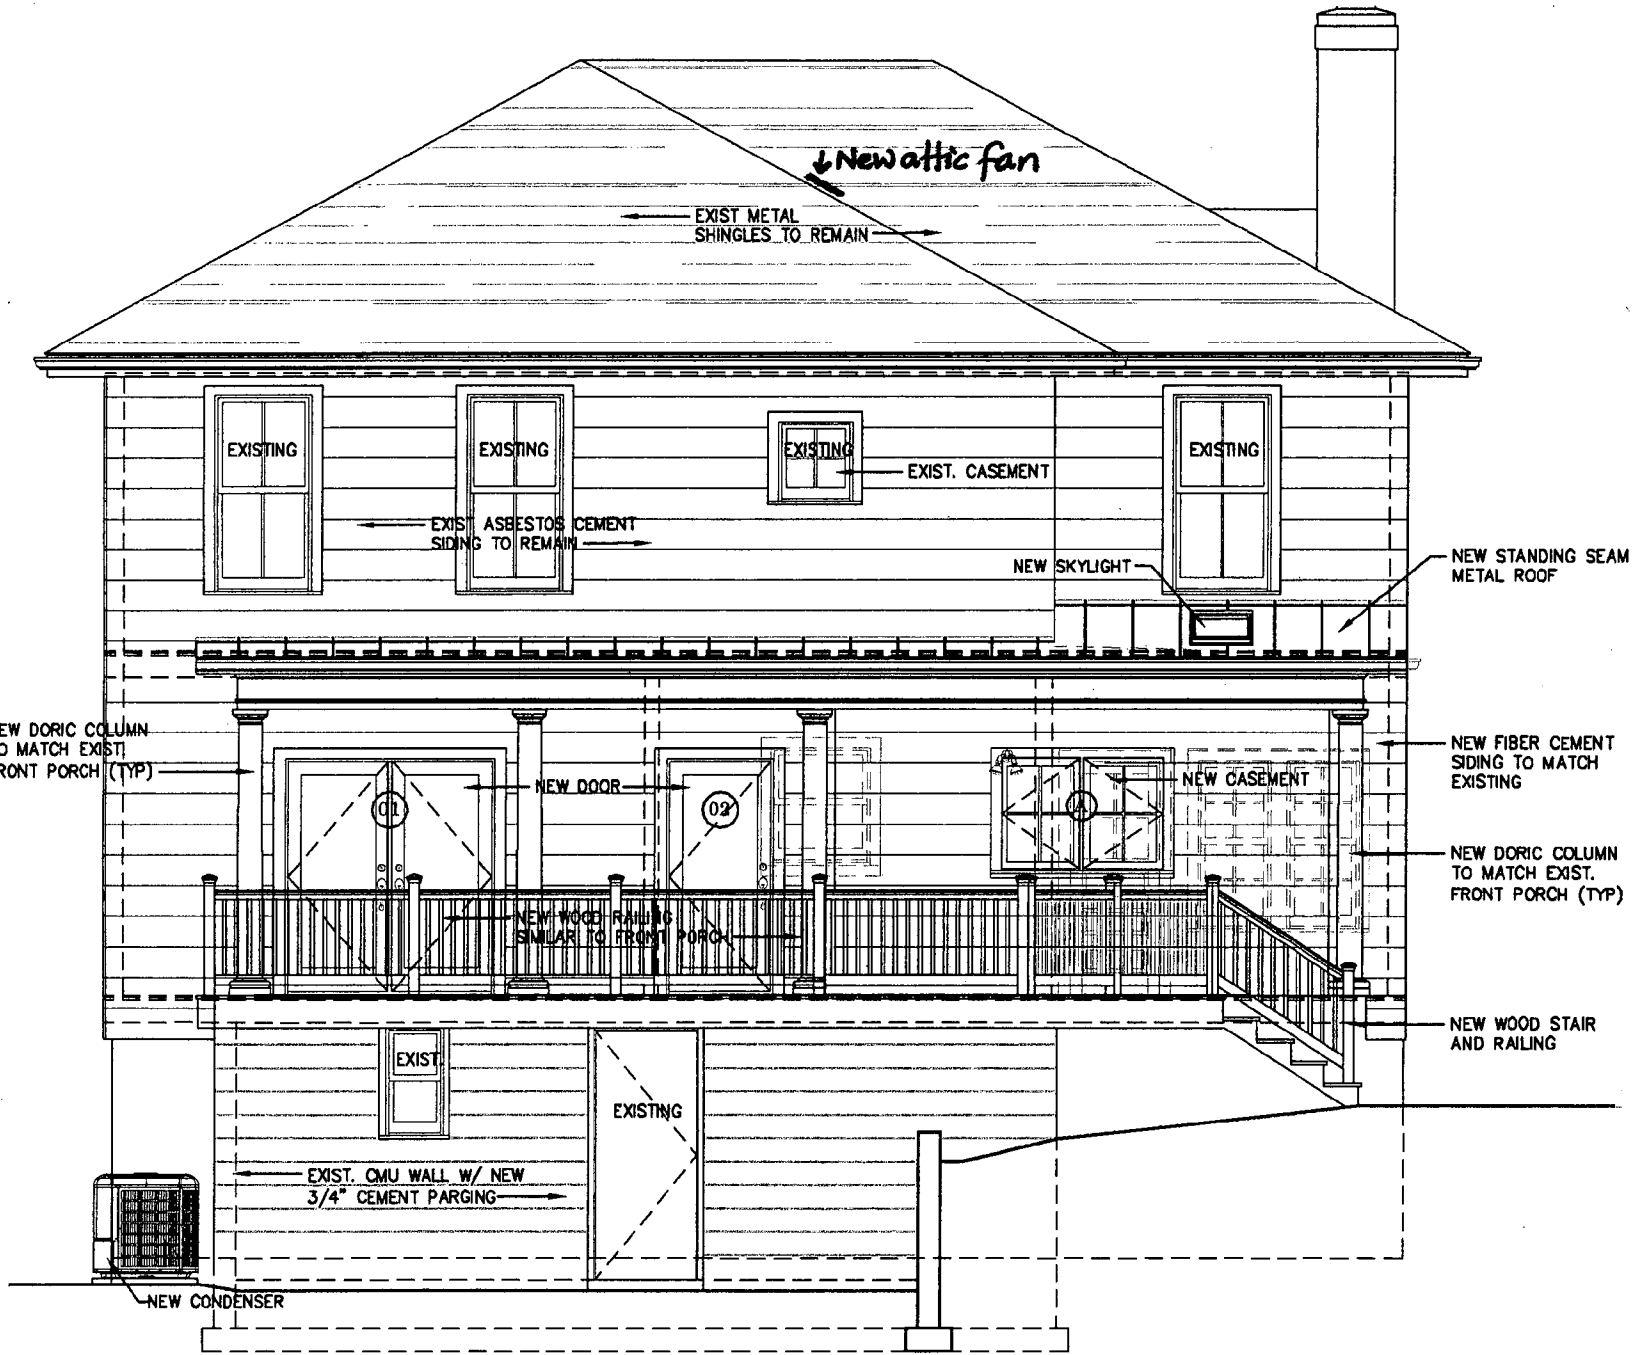 New attic fan
EXIST METAL
SHINGLES TO REMAIN
EXISTING
EXISTING
EXISTING
EXISTING
EXIST. CASEMENT
EXIST ASBESTOS CEMENT
SIDING TO REMAIN
NEW SKYLIGHT
NEW STANDING SEAM
METAL ROOF
EW DORIC COLUMN
O MATCH EXIST.
RONT PORCH (TYP)
NEW DOOR
01
02
A
NEW CASEMENT
NEW FIBER CEMENT
SIDING TO MATCH
EXISTING
NEW DORIC COLUMN
TO MATCH EXIST.
FRONT PORCH (TYP)
NEW WOOD RAILING
SIMILAR TO FRONT PORCH
NEW WOOD STAIR
AND RAILING
EXIST.
EXISTING
EXIST. CMU WALL W/ NEW
3/4" CEMENT PARGING
NEW CONDENSER